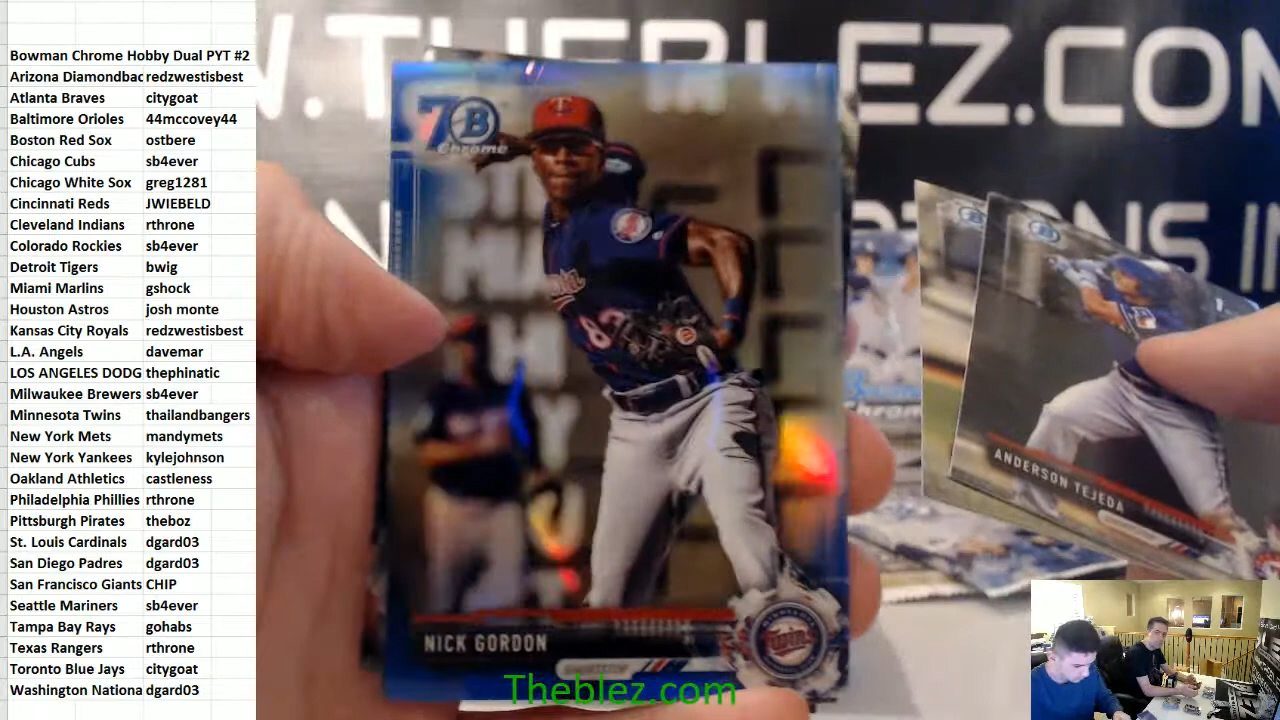 Bowman Chrome Hobby Dual PYT #2
Arizona Diamondbac redzwestisbest
Atlanta Braves citygoat
Baltimore Orioles 44mccovey44
Boston Red Sox ostbere
Chicago Cubs sb4ever
Chicago White Sox greg1281
Cincinnati Reds JWIEBELD
Cleveland Indians rthrone
Colorado Rockies sb4ever
Detroit Tigers bwig
Miami Marlins gshock
Houston Astros josh monte
Kansas City Royals redzwestisbest
L.A. Angels davemar
LOS ANGELES DODG thephinatic
Milwaukee Brewers sb4ever
Minnesota Twins thailandbangers
New York Mets mandymets
New York Yankees kylejohnson
Oakland Athletics castleness
Philadelphia Phillies rthrone
Pittsburgh Pirates theboz
St. Louis Cardinals dgard03
San Diego Padres dgard03
San Francisco Giants CHIP
Seattle Mariners sb4ever
Tampa Bay Rays gohabs
Texas Rangers rthrone
Toronto Blue Jays citygoat
Washington Nationa dgard03
W.THEBLEZ.COM
7 B
Chrome
NICK GORDON
SHORTSTOP
Twins
ANDERSON TEJEDA
Chrome
Theblez.com